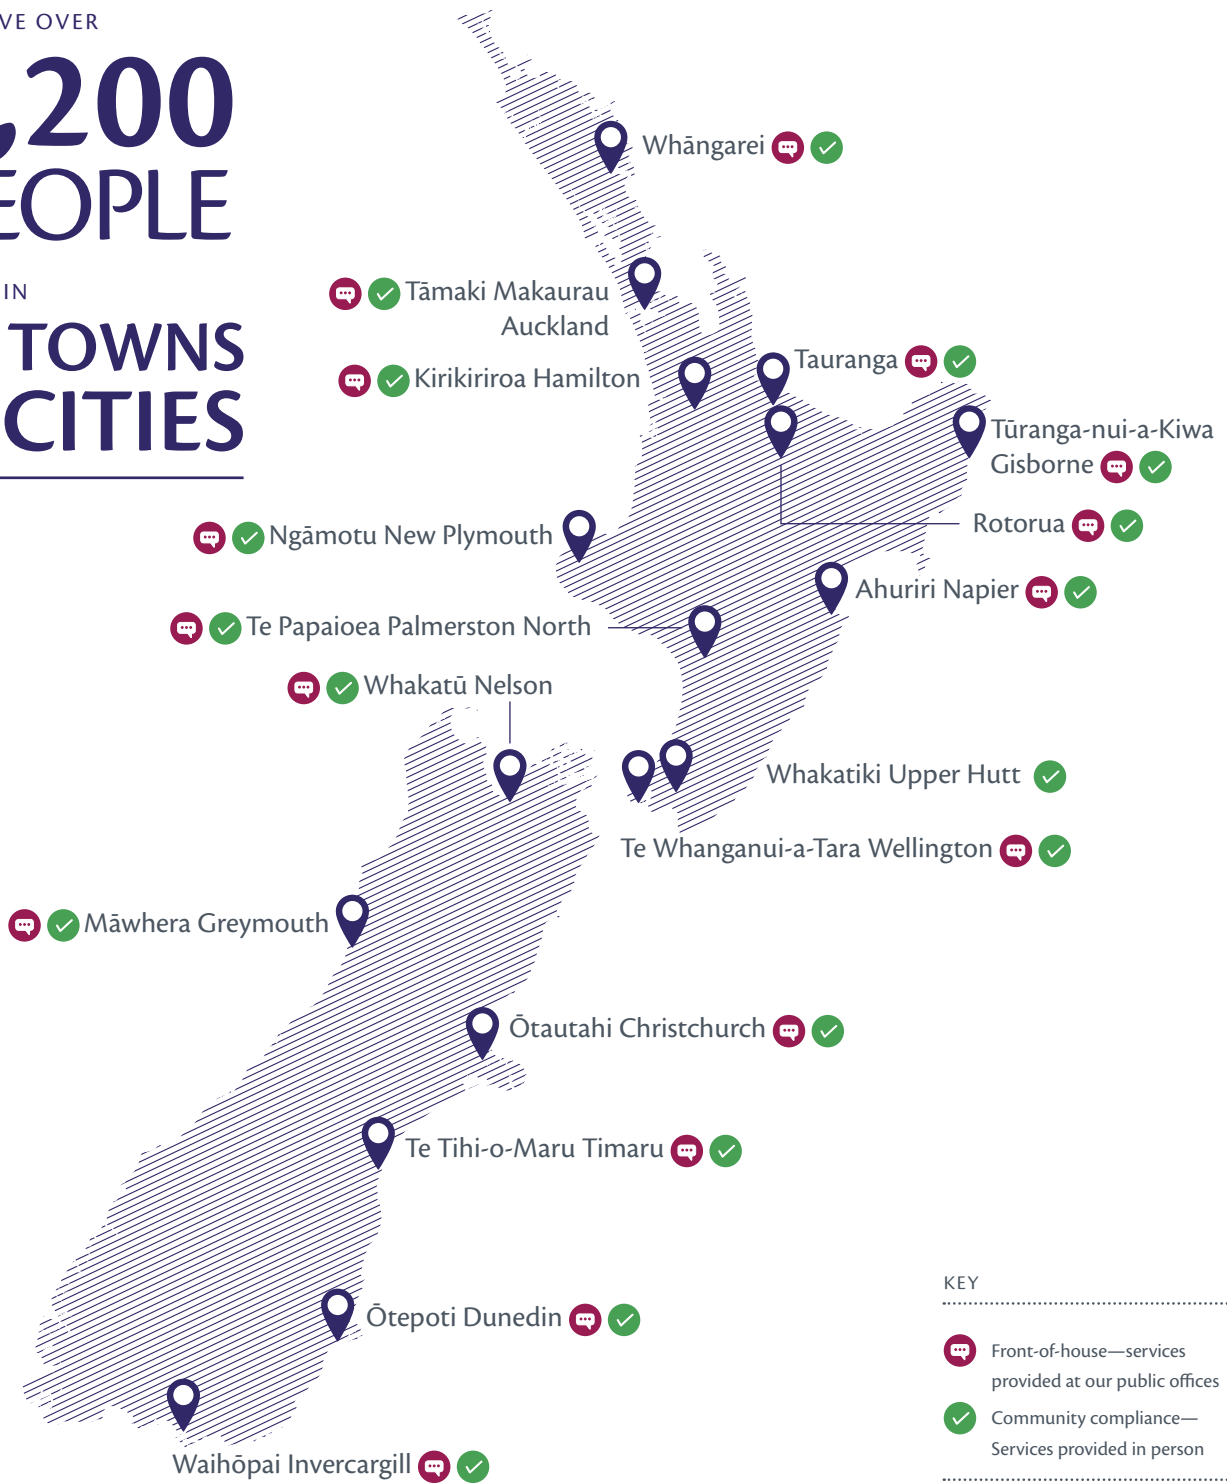 VE OVER
,200
EOPLE
IN
TOWNS
CITIES
Whāngarei
Tāmaki Makaurau
Auckland
Kirikiriroa Hamilton
Tauranga
Tūranga-nui-a-Kiwa
Gisborne
Rotorua
Ngāmotu New Plymouth
Ahuriri Napier
Te Papaioea Palmerston North
Whakatū Nelson
Whakatiki Upper Hutt
Te Whanganui-a-Tara Wellington
Māwhera Greymouth
Ōtautahi Christchurch
Te Tihi-o-Maru Timaru
Ōtepoti Dunedin
Waihōpai Invercargill
KEY
Front-of-house—services
provided at our public offices
Community compliance—
Services provided in person